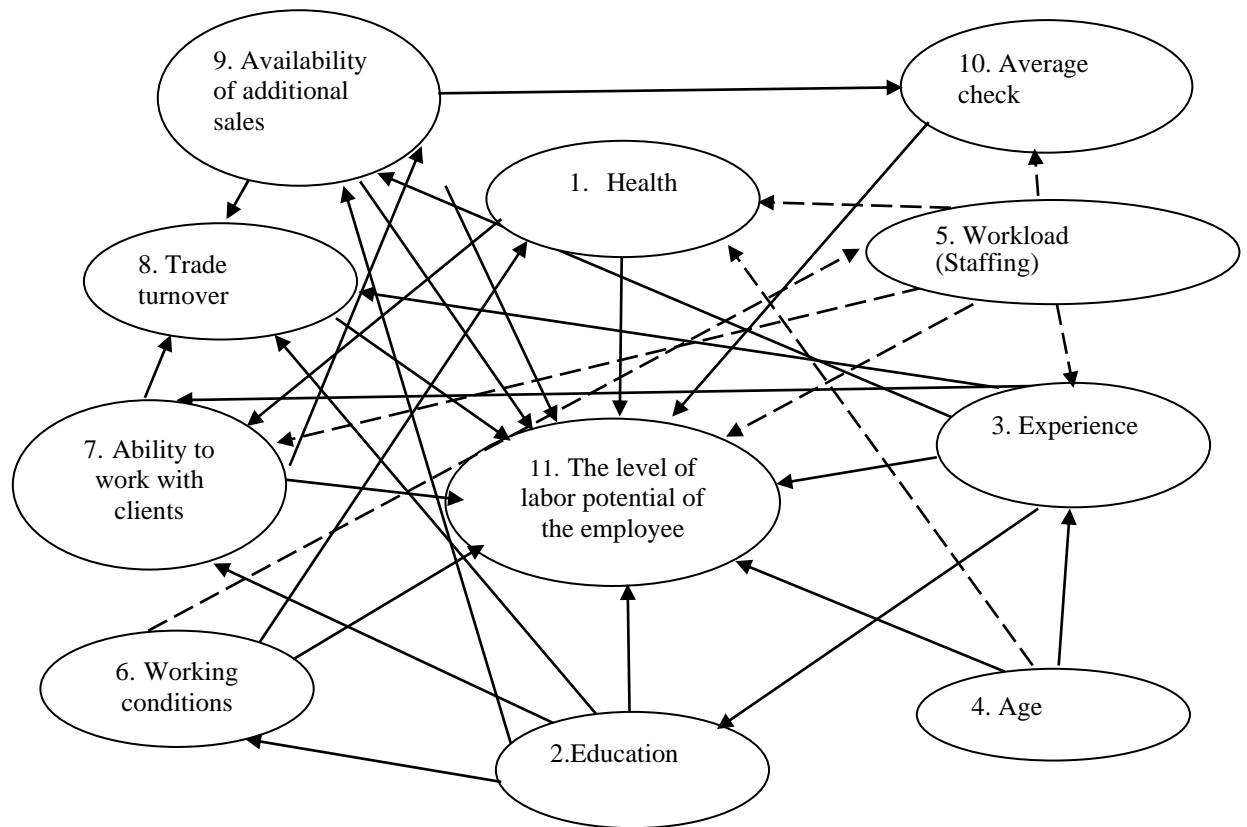 9. Availability
of additional
sales
10. Average
check
1. Health
5. Workload
(Staffing)
8. Trade
turnover
3. Experience
7. Ability to
work with
clients
11. The level of
labor potential of
the employee
6. Working
conditions
4. Age
2.Education